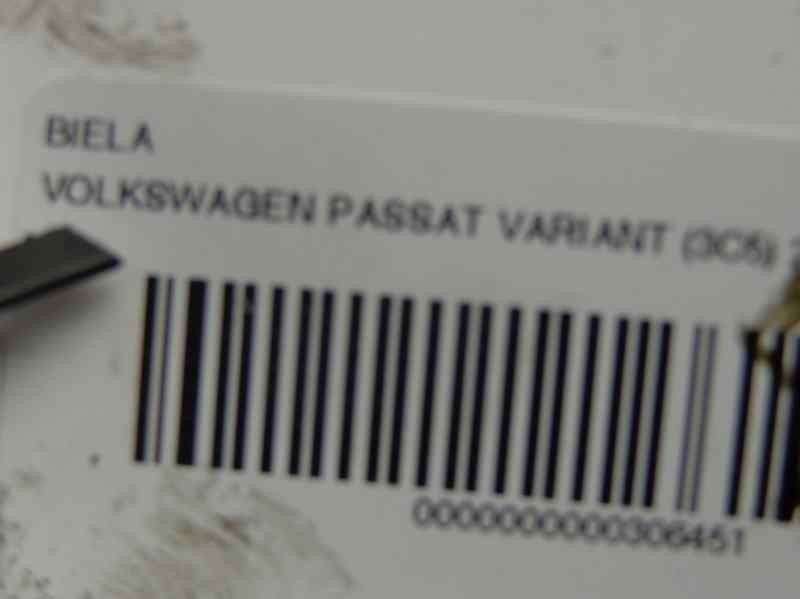 BIELA
VOLKSWAGEN PASSAT VARIANT (3C5)
0000000000306451